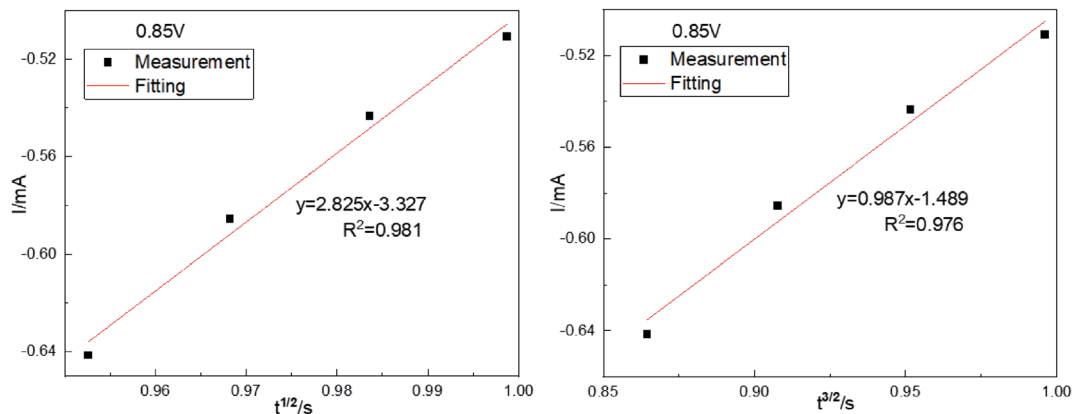 0.85V
Measurement
Fitting
y=2.825x-3.327
R²=0.981
I/mA
-0.52
-0.56
-0.60
-0.64
0.96
0.97
0.98
0.99
1.00
t^1/2/s
0.85V
Measurement
Fitting
y=0.987x-1.489
R²=0.976
I/mA
-0.52
-0.56
-0.60
-0.64
0.85
0.90
0.95
1.00
t^3/2/s